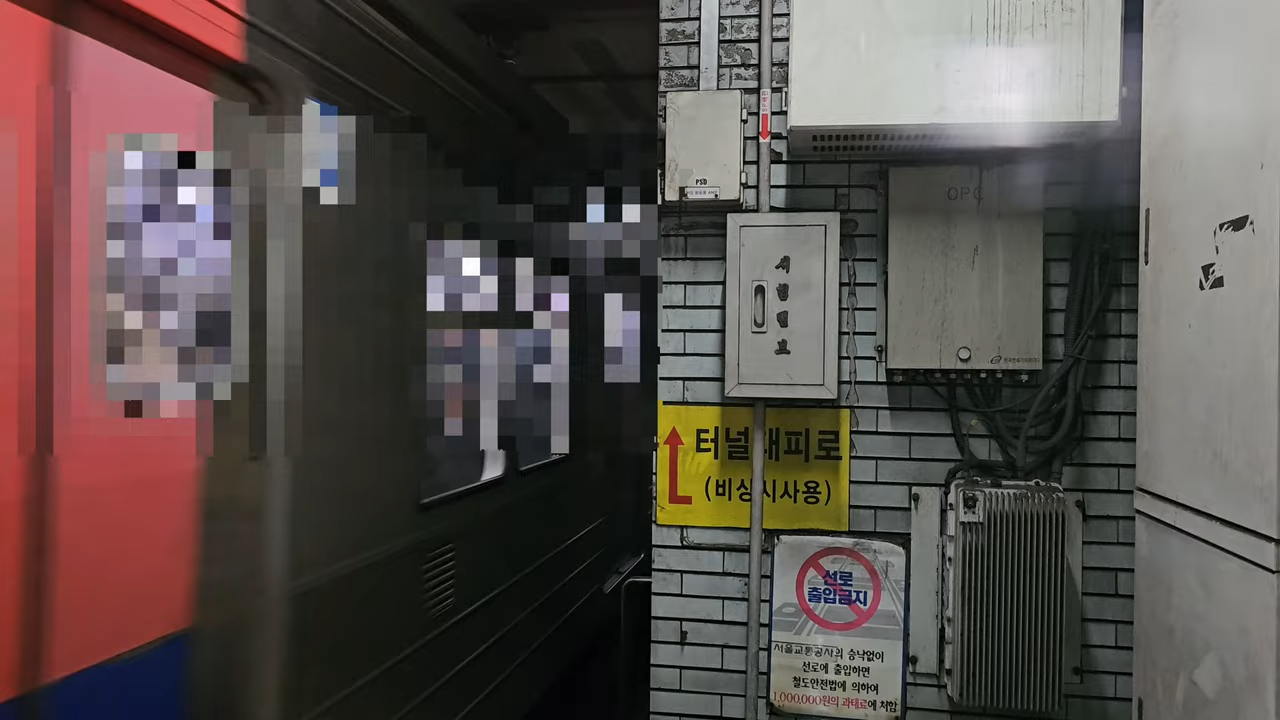 PSD
OPC
시험탱크
터널대피로
(비상시사용)
선로
출입금지
서울교통공사의 승낙없이
선로에 출입하면
철도안전법에 의하여
1,000,000원의 과태료에 처함